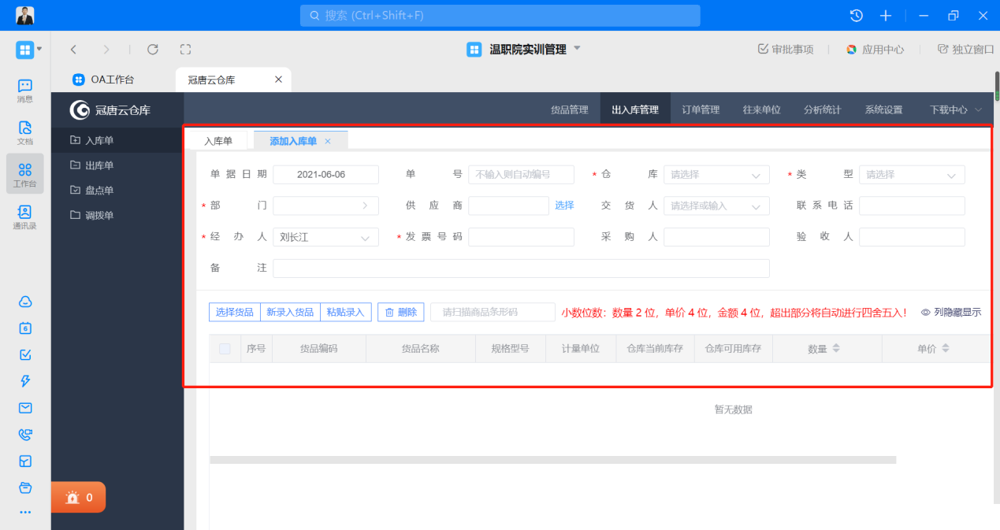 搜索 (Ctrl+Shift+F)
温职院实训管理
审批事项 应用中心 独立窗口
OA工作台 冠唐云仓库
消息
文档
工作台
通讯录
6
冠唐云仓库 货品管理 出入库管理 订单管理 往来单位 分析统计 系统设置 下载中心
入库单
出库单
盘点单
调拨单
0
入库单 添加入库单
单据日期 2021-06-06 单号 不输入则自动编号 * 仓库 请选择 * 类型 请选择
* 部门 供应商 选择 交货人 请选择或输入 联系电话
* 经办人 刘长江 * 发票号码 采购人 验收人
备注
选择货品 新录入货品 粘贴录入 删除 请扫描商品条形码 小数位数：数量 2 位，单价 4 位，金额 4 位，超出部分将自动进行四舍五入！ 列隐藏显示
序号 货品编码 货品名称 规格型号 计量单位 仓库当前库存 仓库可用库存 数量 单价
暂无数据